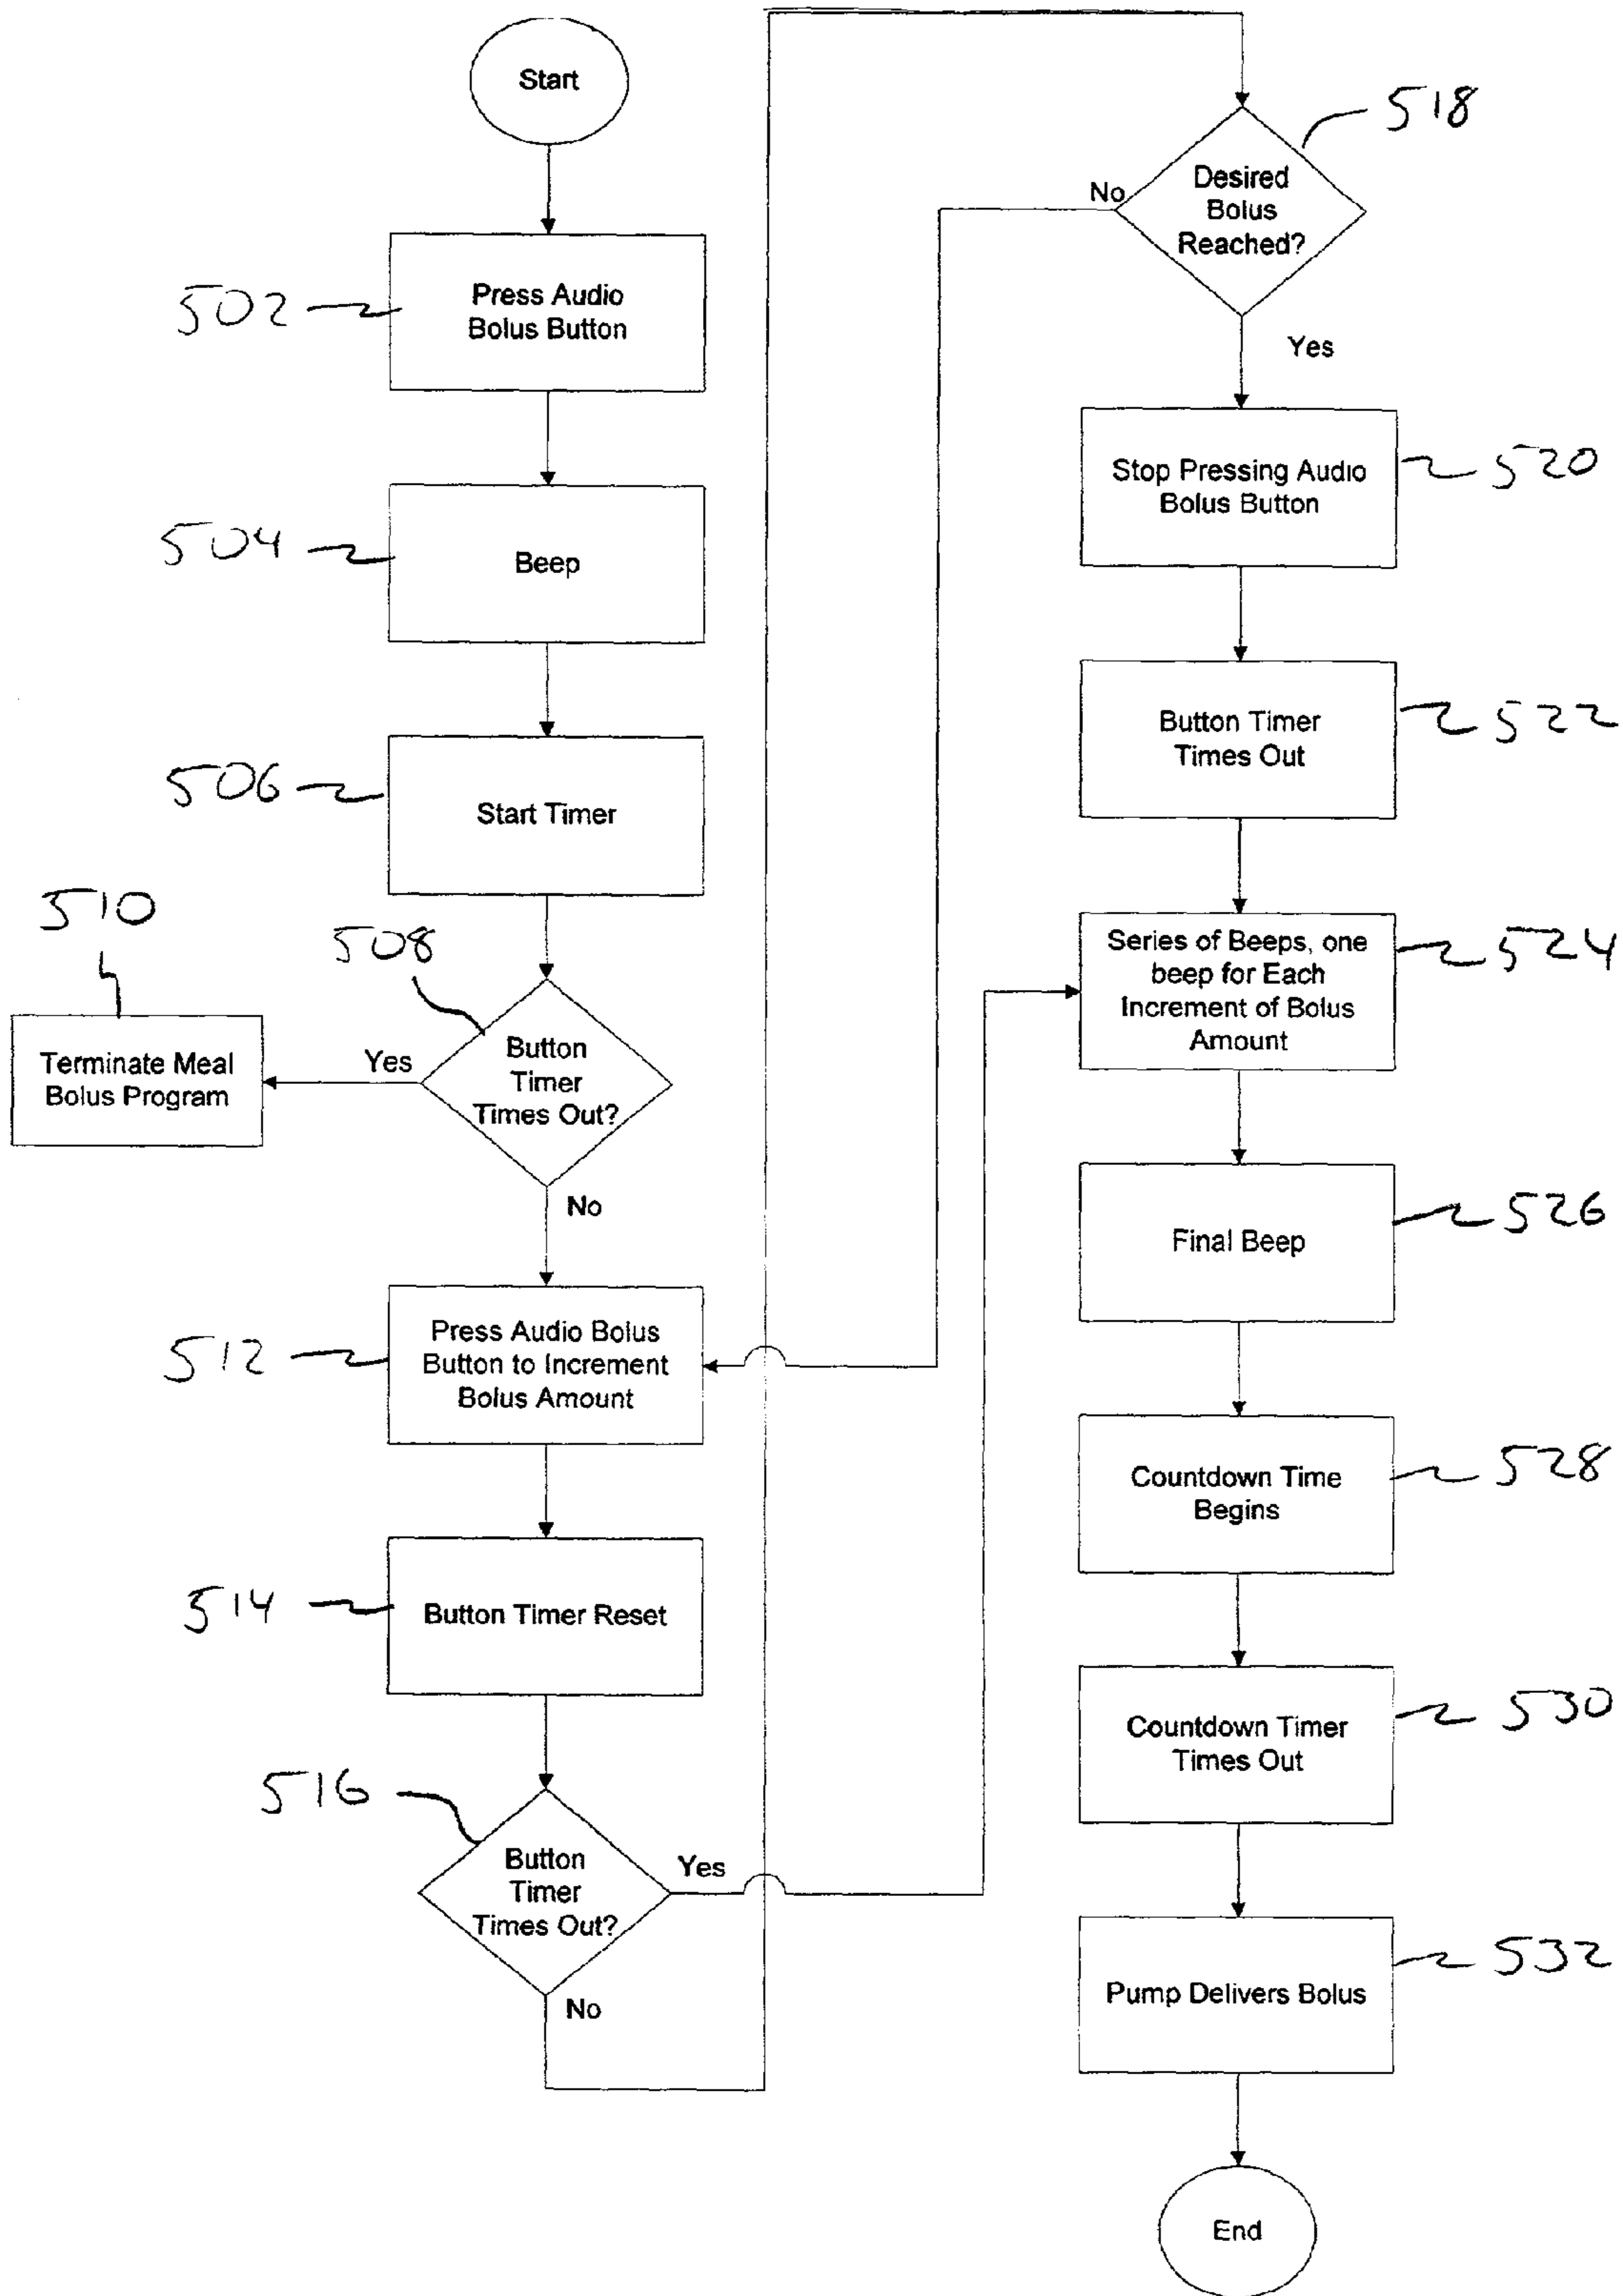 Start
502
Press Audio
Bolus Button
504
Beep
506
Start Timer
508
Button
Timer
Times Out?
Yes
510
Terminate Meal
Bolus Program
No
512
Press Audio Bolus
Button to Increment
Bolus Amount
514
Button Timer Reset
516
Button
Timer
Times Out?
Yes
No
518
Desired
Bolus
Reached?
No
Yes
520
Stop Pressing Audio
Bolus Button
522
Button Timer
Times Out
524
Series of Beeps, one
beep for Each
Increment of Bolus
Amount
526
Final Beep
528
Countdown Time
Begins
530
Countdown Timer
Times Out
532
Pump Delivers Bolus
End